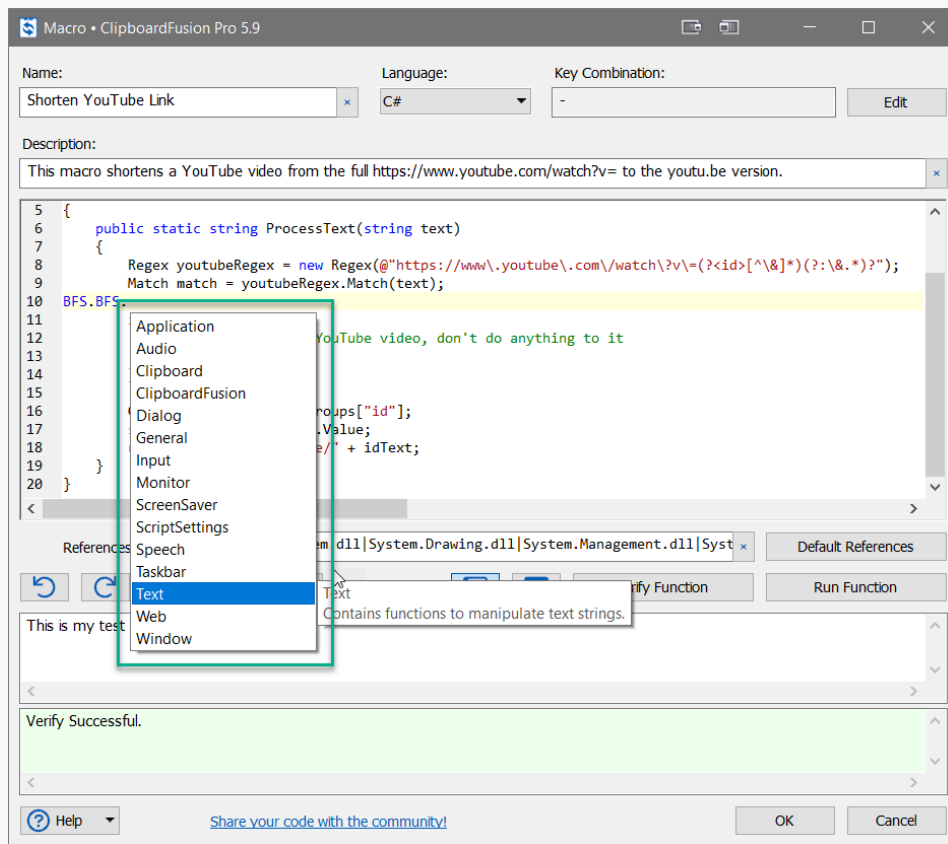 Macro • ClipboardFusion Pro 5.9
Name:
Language:
Key Combination:
Shorten YouTube Link
×
C#
-
Edit
Description:
This macro shortens a YouTube video from the full https://www.youtube.com/watch?v= to the youtu.be version.
×
5 {
6 public static string ProcessText(string text)
7 {
8 Regex youtubeRegex = new Regex(@"https://www\.youtube\.com\/watch\?v\=(?<id>[^\&]*)(?:\&.*)?");
9 Match match = youtubeRegex.Match(text);
10 BFS.BFS.
11
12 YouTube video, don't do anything to it
13
14
15
16 roups["id"];
17 .Value;
18 e/" + idText;
19 }
20 }
Application
Audio
Clipboard
ClipboardFusion
Dialog
General
Input
Monitor
ScreenSaver
ScriptSettings
Speech
Taskbar
Text
Web
Window
Text
Contains functions to manipulate text strings.
References
em.dll|System.Drawing.dll|System.Management.dll|Syst
×
Default References
rify Function
Run Function
This is my test
Verify Successful.
? Help
Share your code with the community!
OK
Cancel